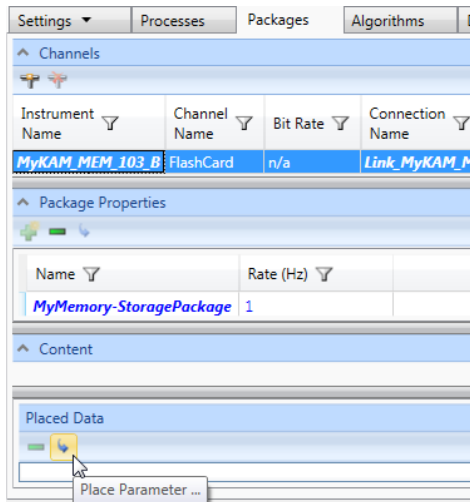 Settings Processes Packages Algorithms
Channels
Instrument Name Channel Name Bit Rate Connection Name
MyKAM_MEM_103_B FlashCard n/a Link_MyKAM_M
Package Properties
Name Rate (Hz)
MyMemory-StoragePackage 1
Content
Placed Data
Place Parameter ...